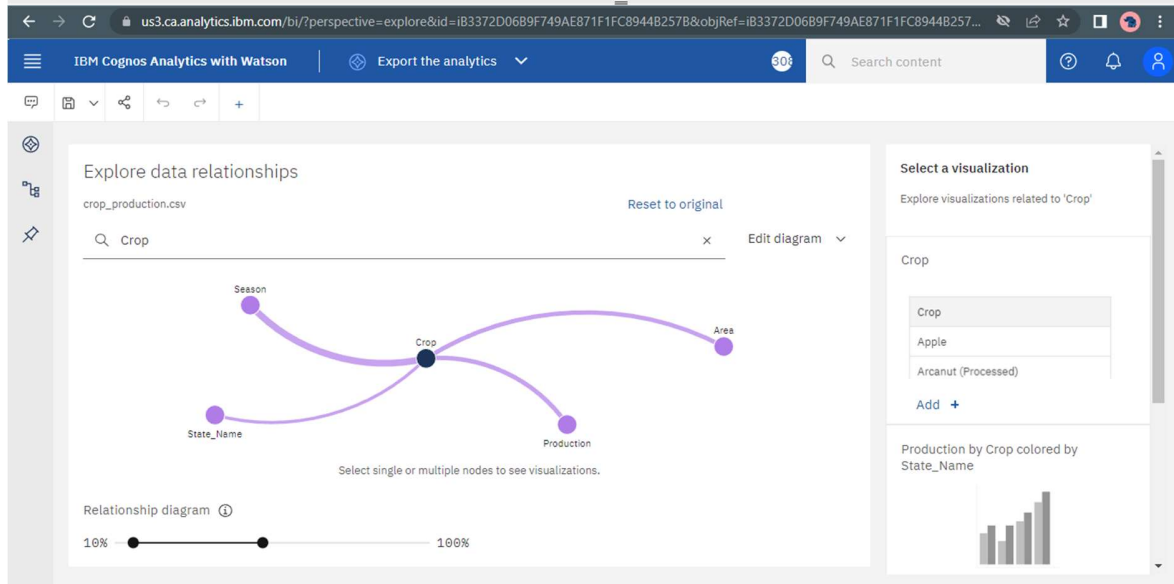 us3.ca.analytics.ibm.com/bi/?perspective=explore&id=iB3372D06B9F749AE871F1FC8944B257B&objRef=iB3372D06B9F749AE871F1FC8944B257...
IBM Cognos Analytics with Watson
Export the analytics
308
Search content
Explore data relationships
crop_production.csv
Reset to original
Crop
Edit diagram
Season
Crop
Area
State_Name
Production
Select single or multiple nodes to see visualizations.
Relationship diagram
10%
100%
Select a visualization
Explore visualizations related to 'Crop'
Crop
Crop
Apple
Arcanut (Processed)
Add +
Production by Crop colored by
State_Name